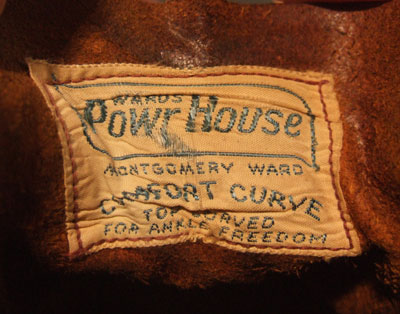 WARDS
Powr House
MONTGOMERY WARD
COMFORT CURVE
TOP CURVED
FOR ANKLE FREEDOM